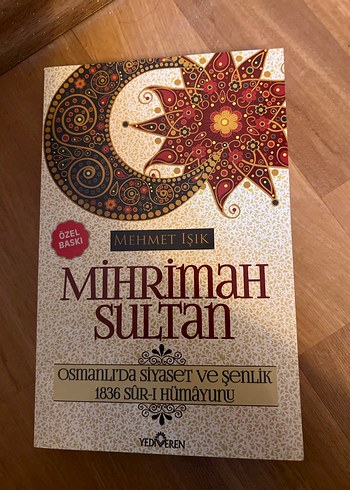 MEHMET IŞIK
ÖZEL
BASKI
MİHRİMAH
SULTAN
OSMANLI'DA SİYASET VE ŞENLİK
1836 SÛR-I HÜMÂYUNU
YEDİVEREN